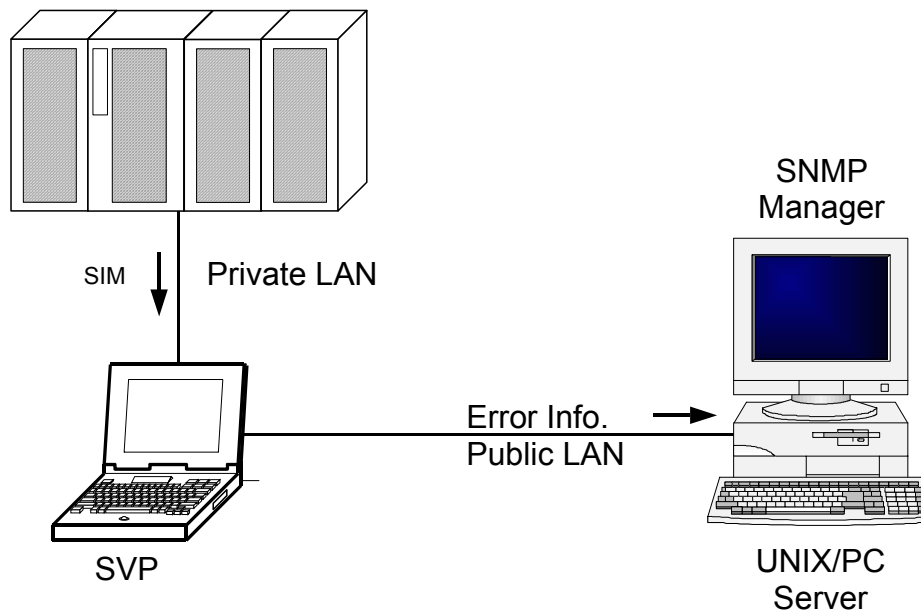 SNMP
Manager
SIM
Private LAN
Error Info.
Public LAN
SVP
UNIX/PC
Server